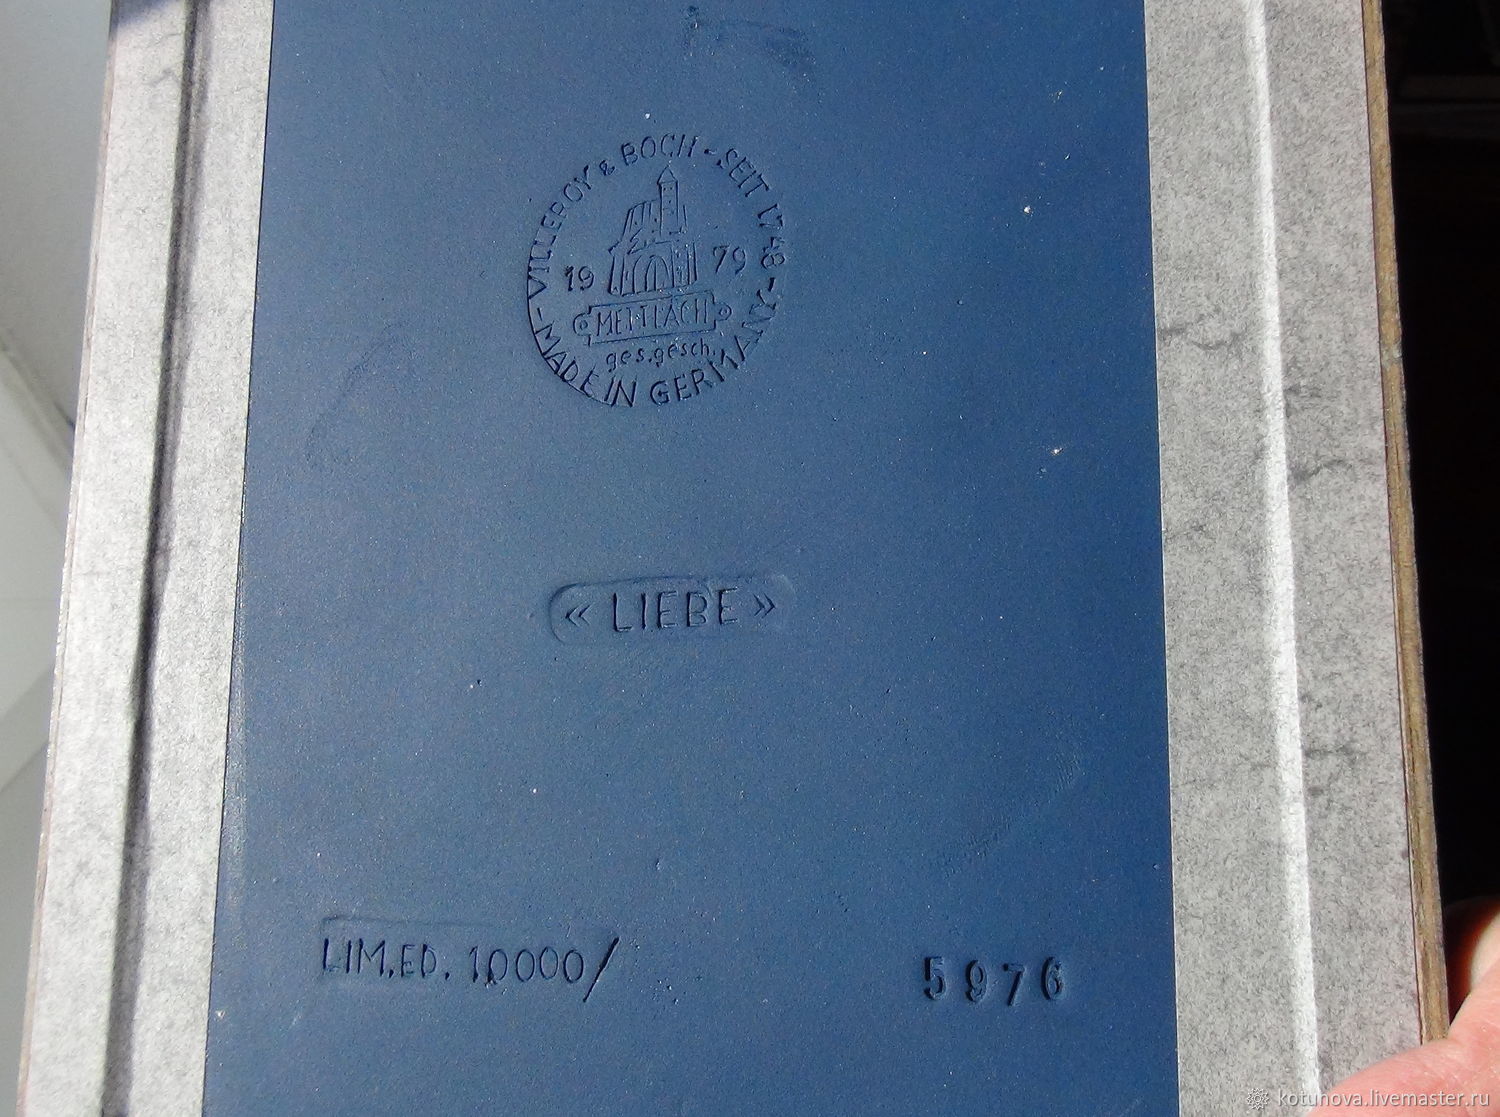 VILLEROY & BOCH - SEIT 1748 - MADE IN GERMANY -
19 79
METTLACH
ges.gesch.
« LIEBE »
LIM.ED. 10000/ 5976
kotunova.livemaster.ru